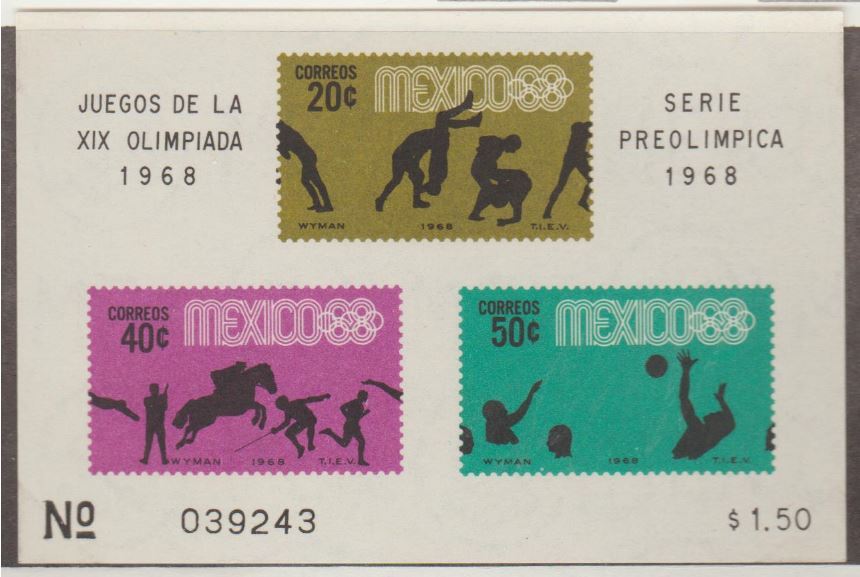 JUEGOS DE LA
XIX OLIMPIADA
1968
CORREOS
20¢
MEXICO68
WYMAN 1968 T.I.E.V.
SERIE
PREOLIMPICA
1968
CORREOS
40¢
MEXICO68
WYMAN 1968 T.I.E.V.
CORREOS
50¢
MEXICO68
WYMAN 1968 T.I.E.V.
Nº 039243
$1.50